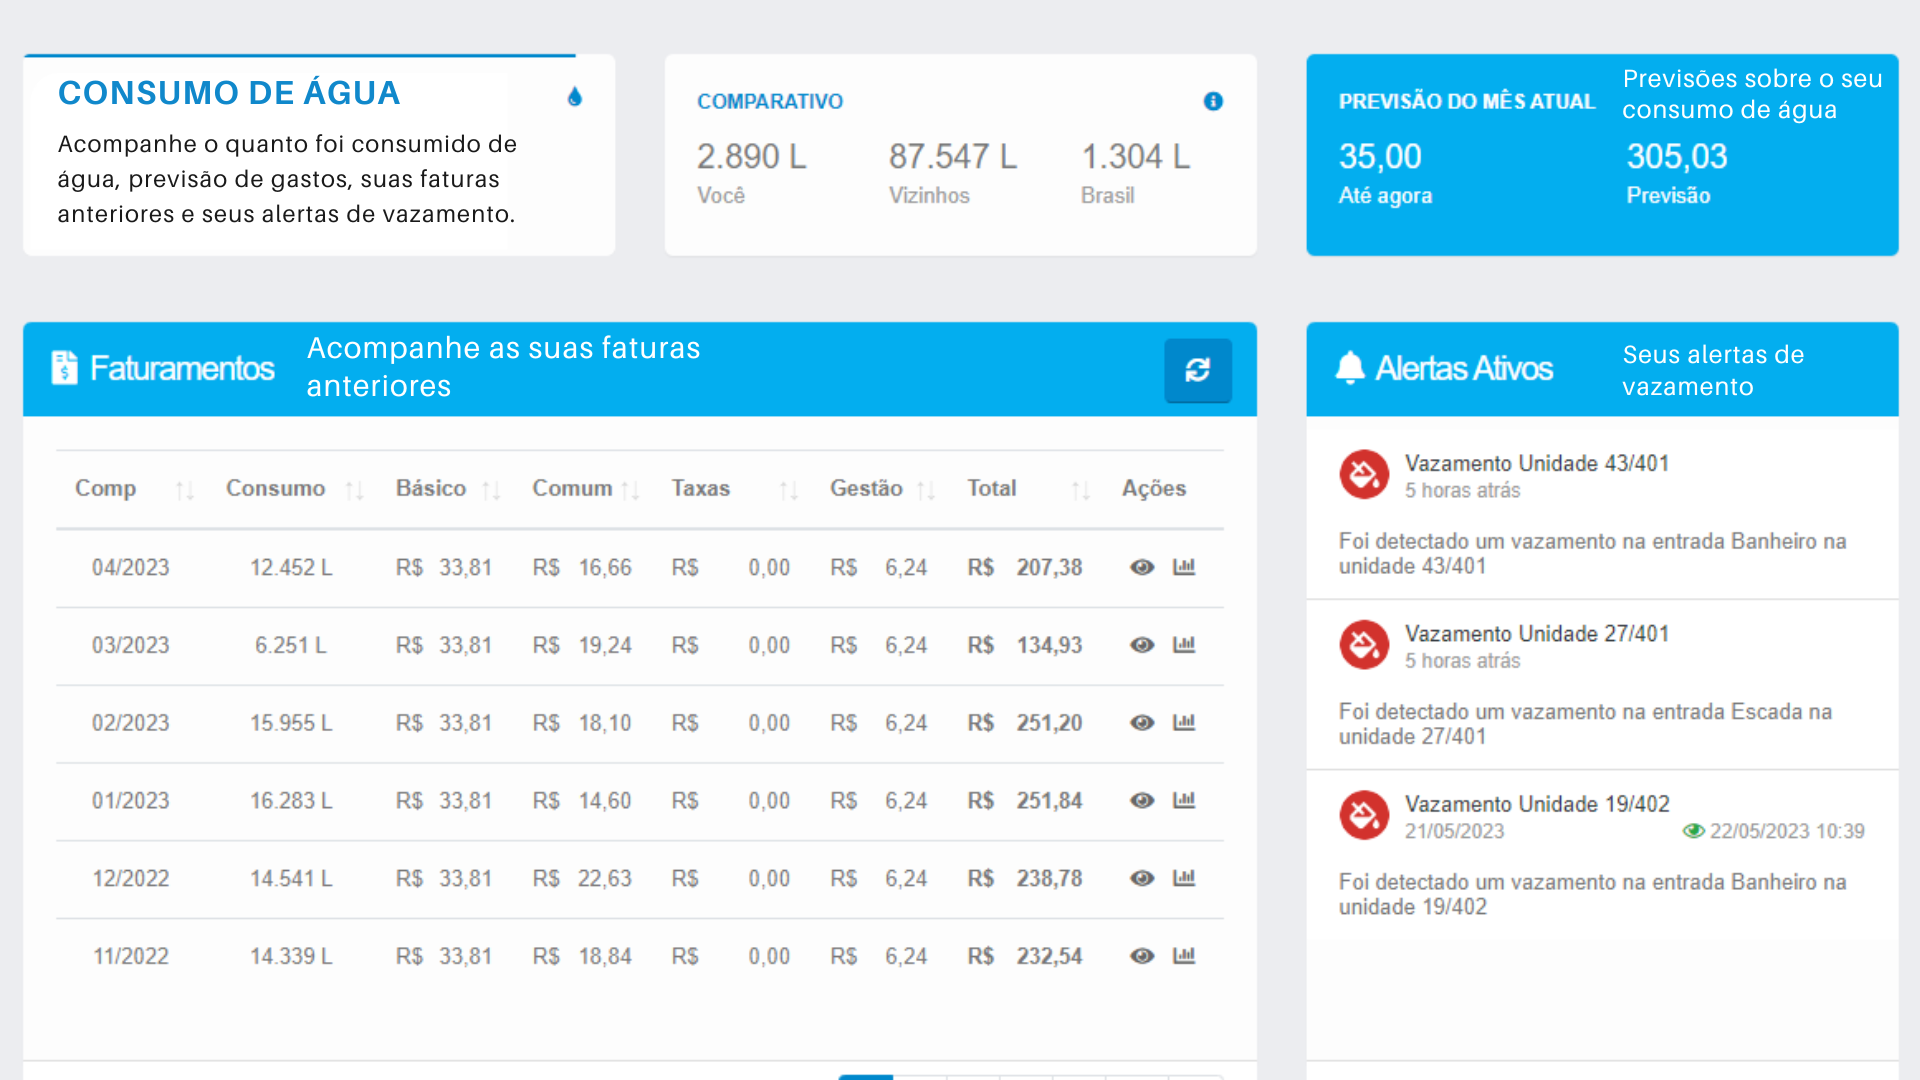 CONSUMO DE ÁGUA
Acompanhe o quanto foi consumido de
água, previsão de gastos, suas faturas
anteriores e seus alertas de vazamento.
COMPARATIVO
2.890 L 87.547 L 1.304 L
Você Vizinhos Brasil
PREVISÃO DO MÊS ATUAL
Previsões sobre o seu
consumo de água
35,00 305,03
Até agora Previsão
Faturamentos
Acompanhe as suas faturas
anteriores
Comp Consumo Básico Comum Taxas Gestão Total Ações
04/2023 12.452 L R$ 33,81 R$ 16,66 R$ 0,00 R$ 6,24 R$ 207,38
03/2023 6.251 L R$ 33,81 R$ 19,24 R$ 0,00 R$ 6,24 R$ 134,93
02/2023 15.955 L R$ 33,81 R$ 18,10 R$ 0,00 R$ 6,24 R$ 251,20
01/2023 16.283 L R$ 33,81 R$ 14,60 R$ 0,00 R$ 6,24 R$ 251,84
12/2022 14.541 L R$ 33,81 R$ 22,63 R$ 0,00 R$ 6,24 R$ 238,78
11/2022 14.339 L R$ 33,81 R$ 18,84 R$ 0,00 R$ 6,24 R$ 232,54
Alertas Ativos
Seus alertas de
vazamento
Vazamento Unidade 43/401
5 horas atrás
Foi detectado um vazamento na entrada Banheiro na
unidade 43/401
Vazamento Unidade 27/401
5 horas atrás
Foi detectado um vazamento na entrada Escada na
unidade 27/401
Vazamento Unidade 19/402
21/05/2023 22/05/2023 10:39
Foi detectado um vazamento na entrada Banheiro na
unidade 19/402